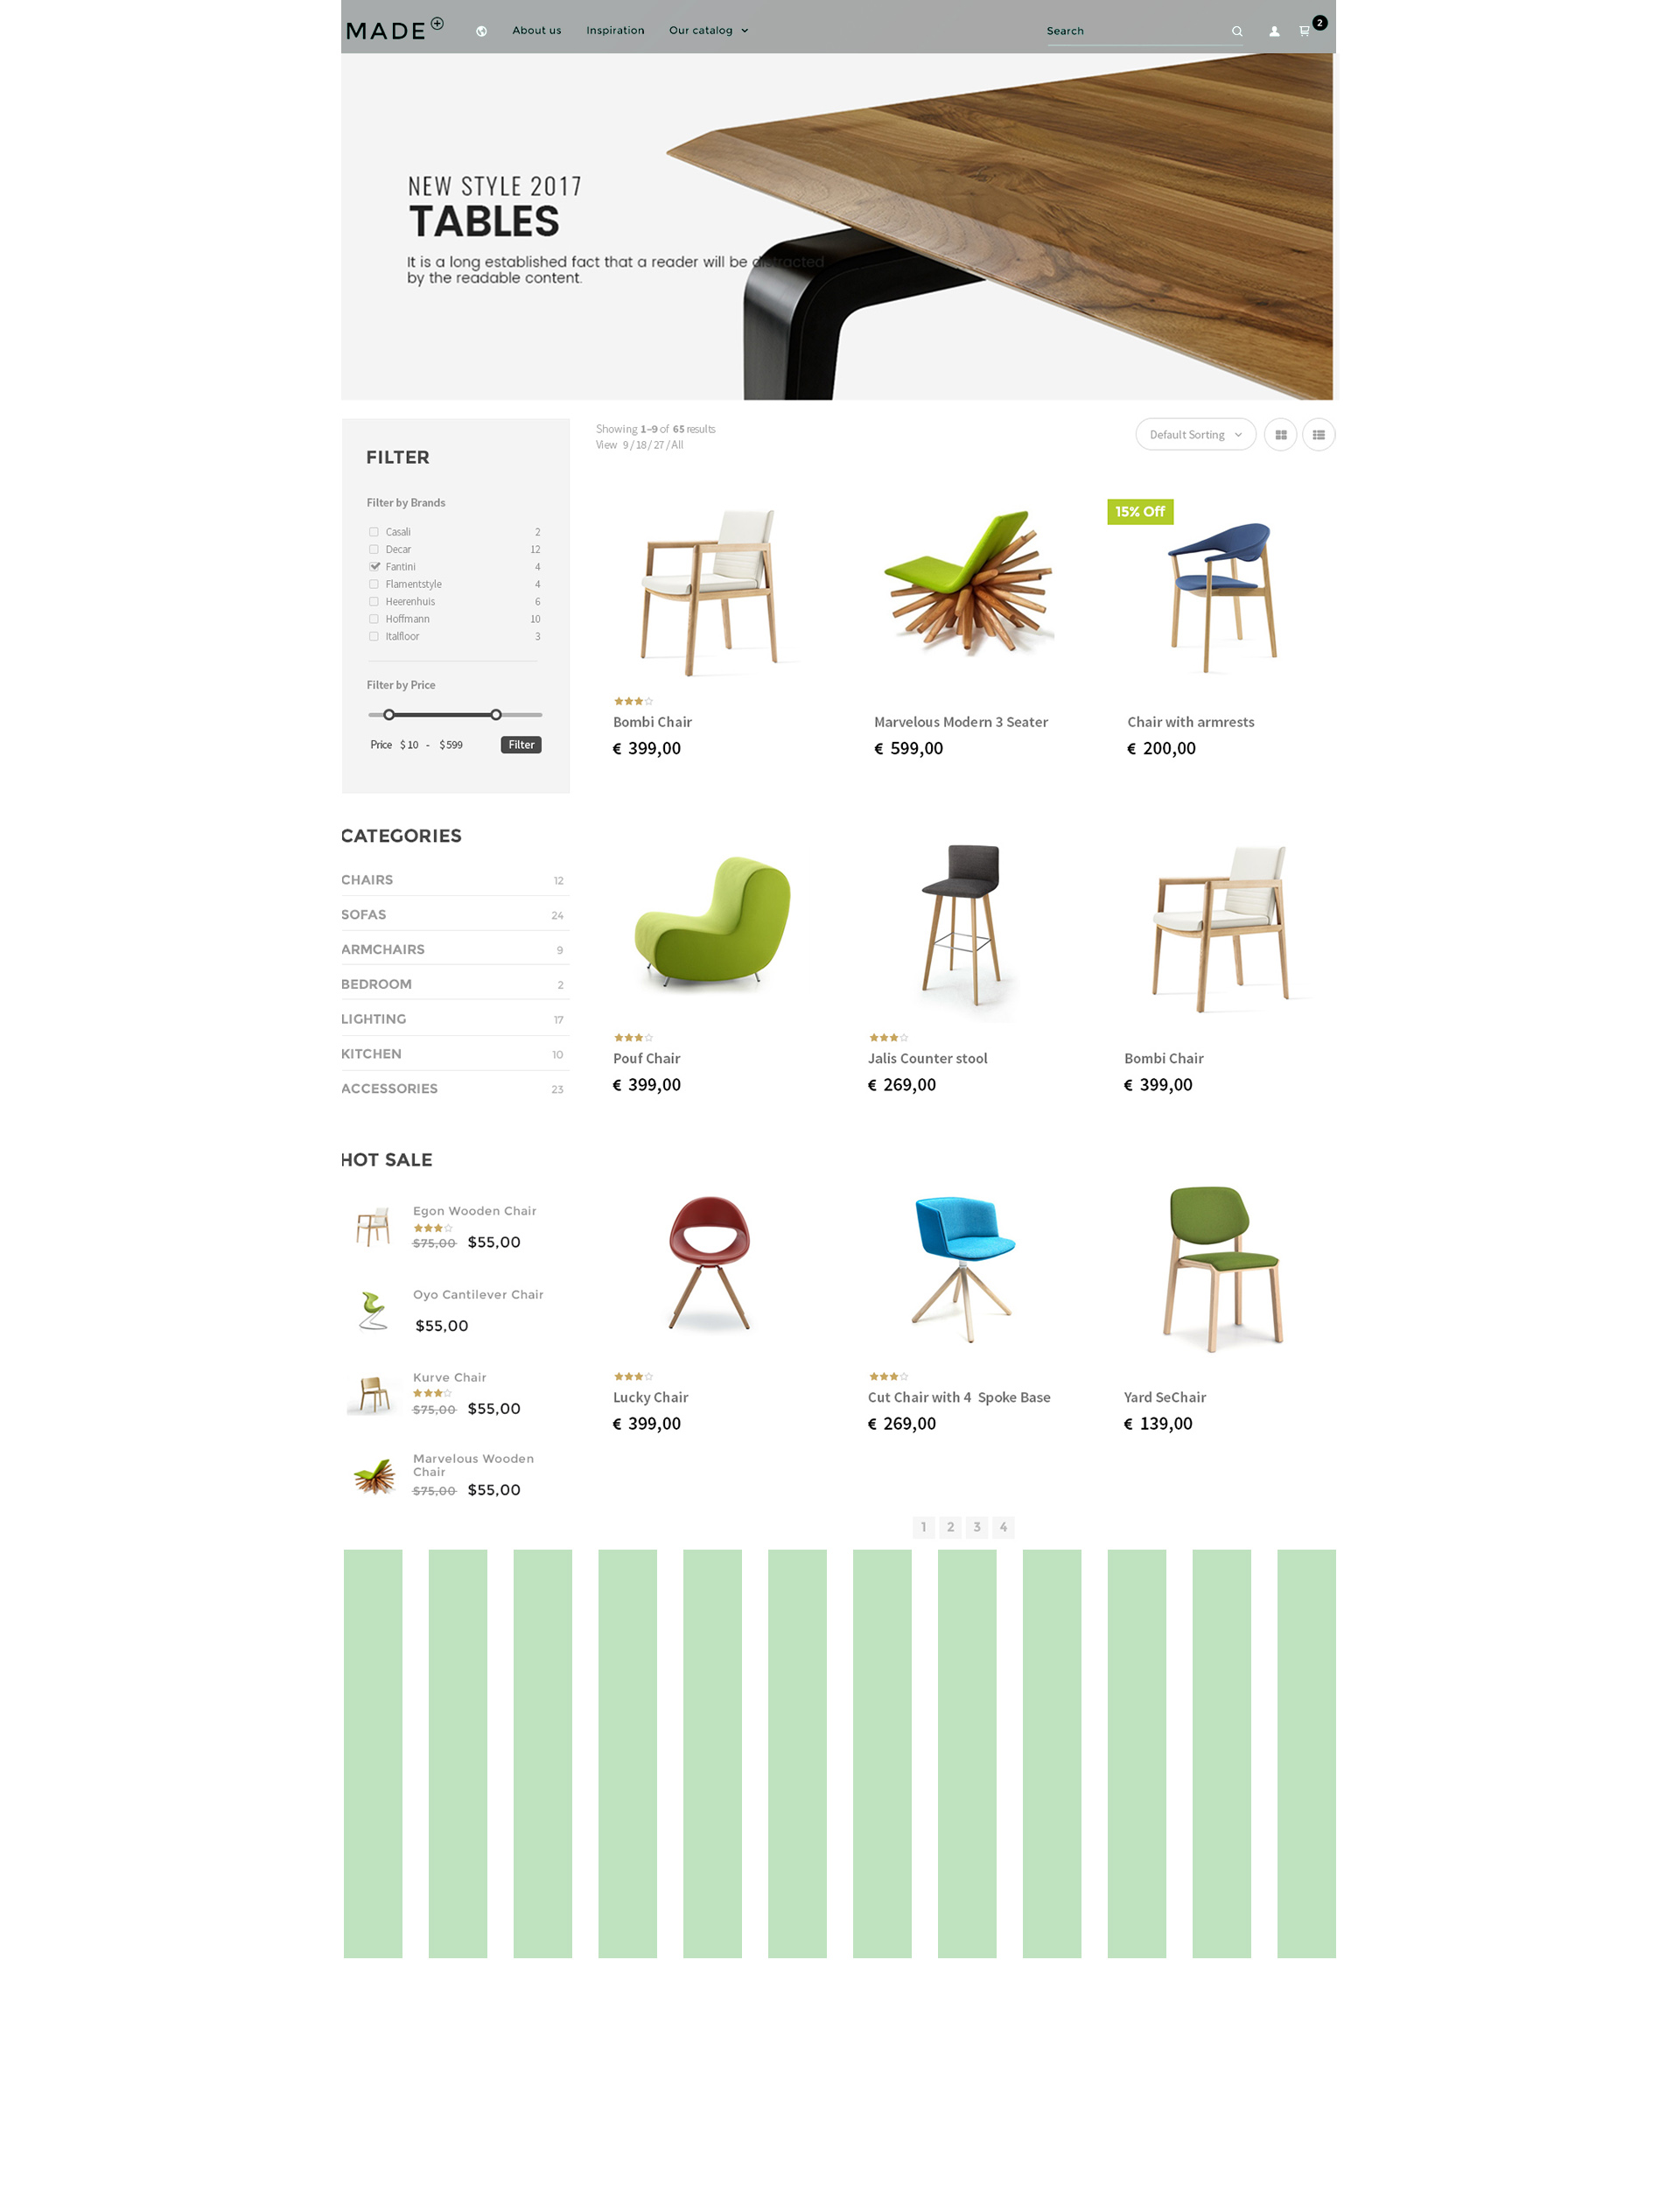 MADE
About us
Inspiration
Our catalog
Search
2
NEW STYLE 2017
TABLES
It is a long established fact that a reader will be distracted
by the readable content.
FILTER
Filter by Brands
Casali 2
Decar 12
Fantini 4
Flamentstyle 4
Heerenhuis 6
Hoffmann 10
Italfloor 3
Filter by Price
Price $ 10 - $ 599
Filter
CATEGORIES
CHAIRS 12
SOFAS 24
ARMCHAIRS 9
BEDROOM 2
LIGHTING 17
KITCHEN 10
ACCESSORIES 23
HOT SALE
Egon Wooden Chair
$75,00 $55,00
Oyo Cantilever Chair
$55,00
Kurve Chair
$75,00 $55,00
Marvelous Wooden
Chair
$75,00 $55,00
Showing 1-9 of 65 results
View 9 / 18 / 27 / All
Default Sorting
15% Off
Bombi Chair
€ 399,00
Marvelous Modern 3 Seater
€ 599,00
Chair with armrests
€ 200,00
Pouf Chair
€ 399,00
Jalis Counter stool
€ 269,00
Bombi Chair
€ 399,00
Lucky Chair
€ 399,00
Cut Chair with 4 Spoke Base
€ 269,00
Yard SeChair
€ 139,00
1 2 3 4